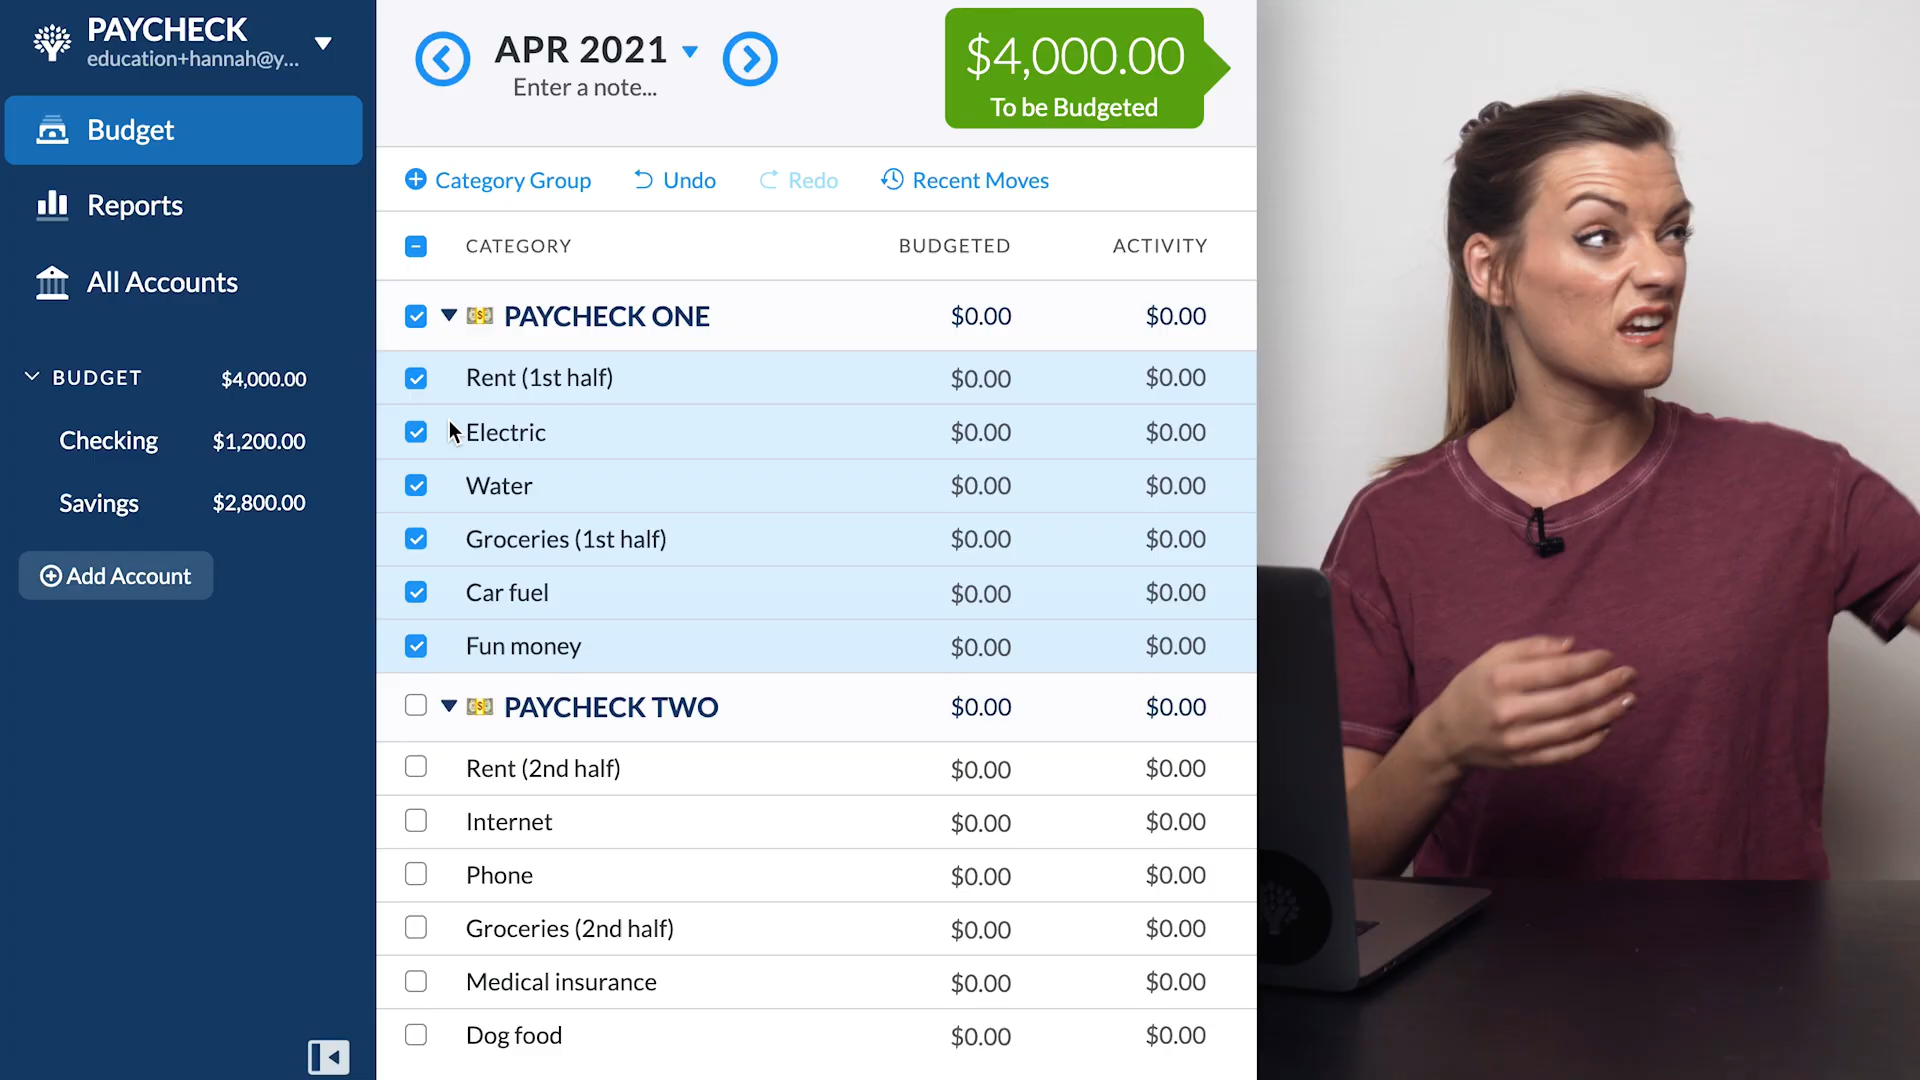 PAYCHECK
education+hannah@y...
Budget
Reports
All Accounts
BUDGET $4,000.00
Checking $1,200.00
Savings $2,800.00
Add Account
APR 2021
Enter a note...
$4,000.00
To be Budgeted
Category Group Undo Redo Recent Moves
CATEGORY BUDGETED ACTIVITY
PAYCHECK ONE $0.00 $0.00
Rent (1st half) $0.00 $0.00
Electric $0.00 $0.00
Water $0.00 $0.00
Groceries (1st half) $0.00 $0.00
Car fuel $0.00 $0.00
Fun money $0.00 $0.00
PAYCHECK TWO $0.00 $0.00
Rent (2nd half) $0.00 $0.00
Internet $0.00 $0.00
Phone $0.00 $0.00
Groceries (2nd half) $0.00 $0.00
Medical insurance $0.00 $0.00
Dog food $0.00 $0.00